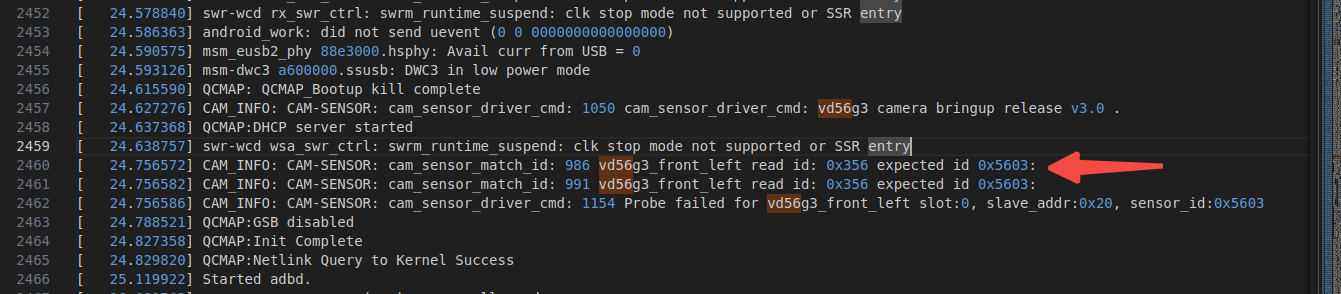 2452 [ 24.578840] swr-wcd rx_swr_ctrl: swrm_runtime_suspend: clk stop mode not supported or SSR entry
2453 [ 24.586363] android_work: did not send uevent (0 0 0000000000000000)
2454 [ 24.590575] msm_eusb2_phy 88e3000.hsphy: Avail curr from USB = 0
2455 [ 24.593126] msm-dwc3 a600000.ssusb: DWC3 in low power mode
2456 [ 24.615590] QCMAP: QCMAP_Bootup kill complete
2457 [ 24.627276] CAM_INFO: CAM-SENSOR: cam_sensor_driver_cmd: 1050 cam_sensor_driver_cmd: vd56g3 camera bringup release v3.0 .
2458 [ 24.637368] QCMAP:DHCP server started
2459 [ 24.638757] swr-wcd wsa_swr_ctrl: swrm_runtime_suspend: clk stop mode not supported or SSR entry
2460 [ 24.756572] CAM_INFO: CAM-SENSOR: cam_sensor_match_id: 986 vd56g3_front_left read id: 0x356 expected id 0x5603:
2461 [ 24.756582] CAM_INFO: CAM-SENSOR: cam_sensor_match_id: 991 vd56g3_front_left read id: 0x356 expected id 0x5603:
2462 [ 24.756586] CAM_INFO: CAM-SENSOR: cam_sensor_driver_cmd: 1154 Probe failed for vd56g3_front_left slot:0, slave_addr:0x20, sensor_id:0x5603
2463 [ 24.788521] QCMAP:GSB disabled
2464 [ 24.827358] QCMAP:Init Complete
2465 [ 24.829820] QCMAP:Netlink Query to Kernel Success
2466 [ 25.119922] Started adbd.